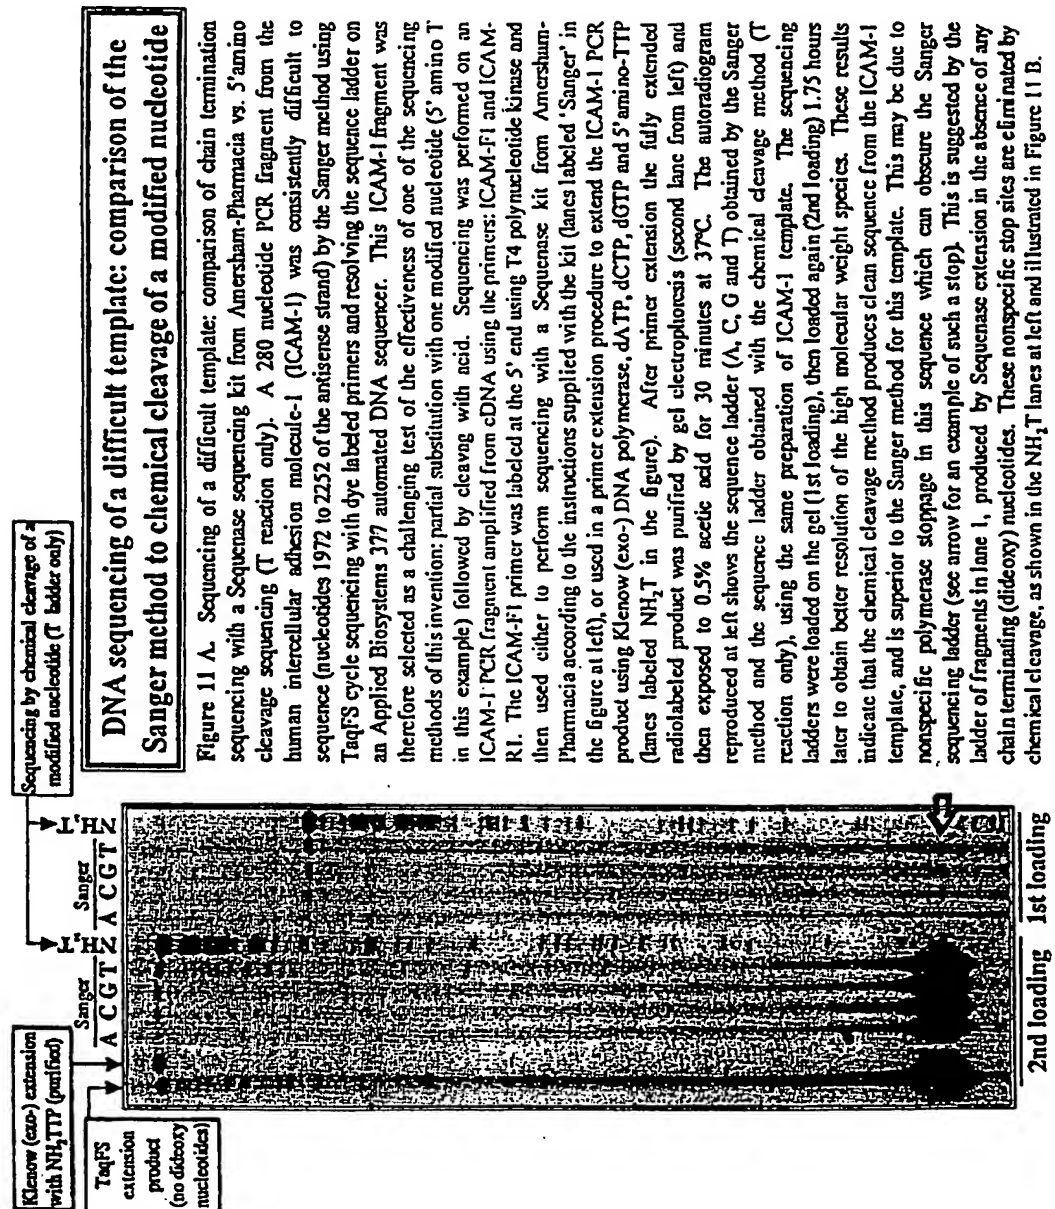 DNA sequencing of a difficult template: comparison of the
Sanger method to chemical cleavage of a modified nucleotide
Figure 11 A. Sequencing of a difficult template: comparison of chain termination
sequencing with a Sequenase sequencing kit from Amersham-Pharmacia vs. 5'amino
cleavage sequencing (T reaction only). A 280 nucleotide PCR fragment from the
human intercellular adhesion molecule-1 (ICAM-1) was consistently difficult to
sequence (nucleotides 1972 to 2252 of the antisense strand) by the Sanger method using
TaqFS cycle sequencing with dye labeled primers and resolving the sequence ladder on
an Applied Biosystems 377 automated DNA sequencer. This ICAM-1 fragment was
therefore selected as a challenging test of the effectiveness of one of the sequencing
methods of this invention: partial substitution with one modified nucleotide (5' amino T
in this example) followed by cleavag with acid. Sequencing was performed on an
ICAM-1 PCR fragment amplified from cDNA using the primers: ICAM-F1 and ICAM-
R1. The ICAM-F1 primer was labeled at the 5' end using T4 polynucleotide kinase and
then used either to perform sequencing with a Sequenase kit from Amersham-
Pharmacia according to the instructions supplied with the kit (lanes labeled 'Sanger' in
the figure at left), or used in a primer extension procedure to extend the ICAM-1 PCR
product using Klenow (exo-) DNA polymerase, dATP, dCTP, dGTP and 5' amino-TTP
(lanes labeled NH₂T in the figure). After primer extension the fully extended
radiolabeled product was purified by gel electrophoresis (second lane from left) and
then exposed to 0.5% acetic acid for 30 minutes at 37°C. The autoradiogram
reproduced at left shows the sequence ladder (A, C, G and T) obtained by the Sanger
method and the sequence ladder obtained with the chemical cleavage method (T
reaction only), using the same preparation of ICAM-1 template. The sequencing
ladders were loaded on the gel (1st loading), then loaded again (2nd loading) 1.75 hours
later to obtain better resolution of the high molecular weight species. These results
indicate that the chemical cleavage method produces clean sequence from the ICAM-1
template, and is superior to the Sanger method for this template. This may be due to
nonspecific polymerase stoppage in this sequence which can obscure the Sanger
sequencing ladder (see arrow for an example of such a stop). This is suggested by the
ladder of fragments in lane 1, produced by Sequenase extension in the absence of any
chain terminating (dideoxy) nucleotides. These nonspecific stop sites are eliminated by
chemical cleavage, as shown in the NH₂T lanes at left and illustrated in Figure 11 B.
Klenow (exo-) extension
with NH₂TTP (purified)
TaqFS
extension
product
(no dideoxy
nucleotides)
Sequencing by chemical cleavage of a
modified nucleotide (T ladder only)
Sanger
A C G T
NH₂T
Sanger
A C G T
NH₂T
2nd loading
1st loading